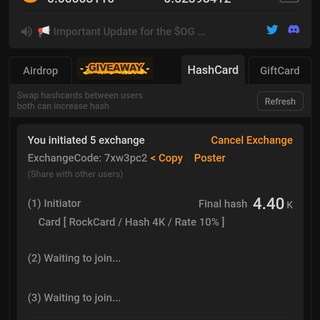 Important Update for the $OG ...
Airdrop
GIVEAWAY
HashCard
GiftCard
Swap hashcards between users
both can increase hash
Refresh
You initiated 5 exchange
Cancel Exchange
ExchangeCode: 7xw3pc2 < Copy
Poster
(Share with other users)
(1) Initiator
Final hash 4.40 K
Card [ RockCard / Hash 4K / Rate 10% ]
(2) Waiting to join...
(3) Waiting to join...